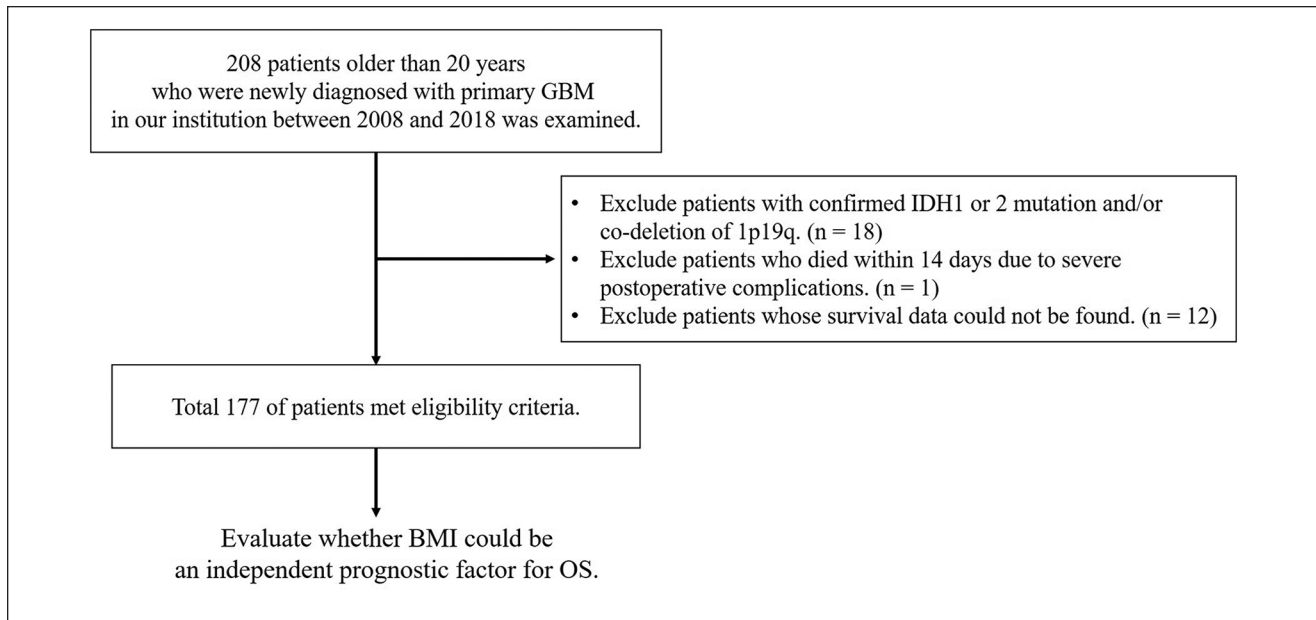 208 patients older than 20 years
who were newly diagnosed with primary GBM
in our institution between 2008 and 2018 was examined.
• Exclude patients with confirmed IDH1 or 2 mutation and/or
co-deletion of 1p19q. (n = 18)
• Exclude patients who died within 14 days due to severe
postoperative complications. (n = 1)
• Exclude patients whose survival data could not be found. (n = 12)
Total 177 of patients met eligibility criteria.
Evaluate whether BMI could be
an independent prognostic factor for OS.